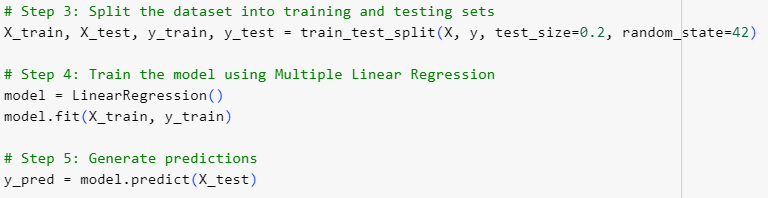 # Step 3: Split the dataset into training and testing sets
X_train, X_test, y_train, y_test = train_test_split(X, y, test_size=0.2, random_state=42)
# Step 4: Train the model using Multiple Linear Regression
model = LinearRegression()
model.fit(X_train, y_train)
# Step 5: Generate predictions
y_pred = model.predict(X_test)